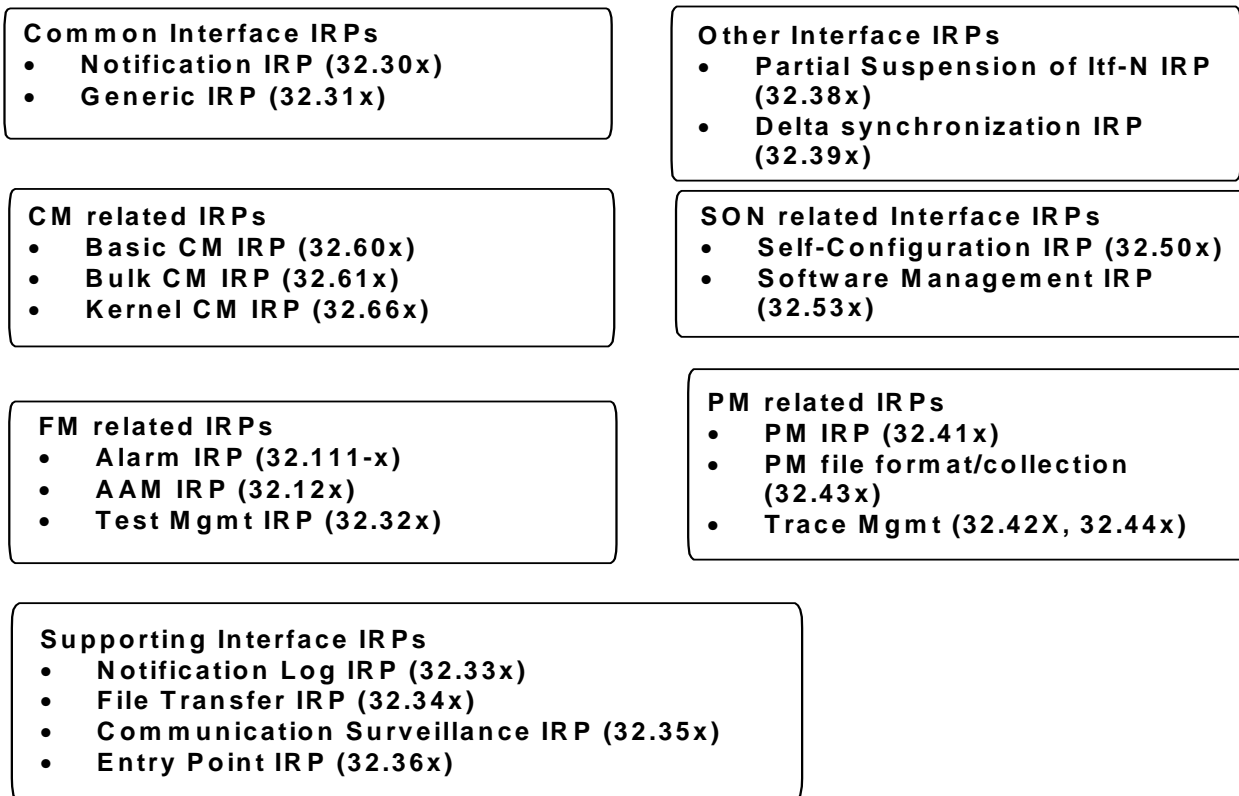 Common Interface IRPs
• Notification IRP (32.30x)
• Generic IRP (32.31x)
Other Interface IRPs
• Partial Suspension of Itf-N IRP
(32.38x)
• Delta synchronization IRP
(32.39x)
CM related IRPs
• Basic CM IRP (32.60x)
• Bulk CM IRP (32.61x)
• Kernel CM IRP (32.66x)
SON related Interface IRPs
• Self-Configuration IRP (32.50x)
• Software Management IRP
(32.53x)
FM related IRPs
• Alarm IRP (32.111-x)
• AAM IRP (32.12x)
• Test Mgmt IRP (32.32x)
PM related IRPs
• PM IRP (32.41x)
• PM file format/collection
(32.43x)
• Trace Mgmt (32.42X, 32.44x)
Supporting Interface IRPs
• Notification Log IRP (32.33x)
• File Transfer IRP (32.34x)
• Communication Surveillance IRP (32.35x)
• Entry Point IRP (32.36x)